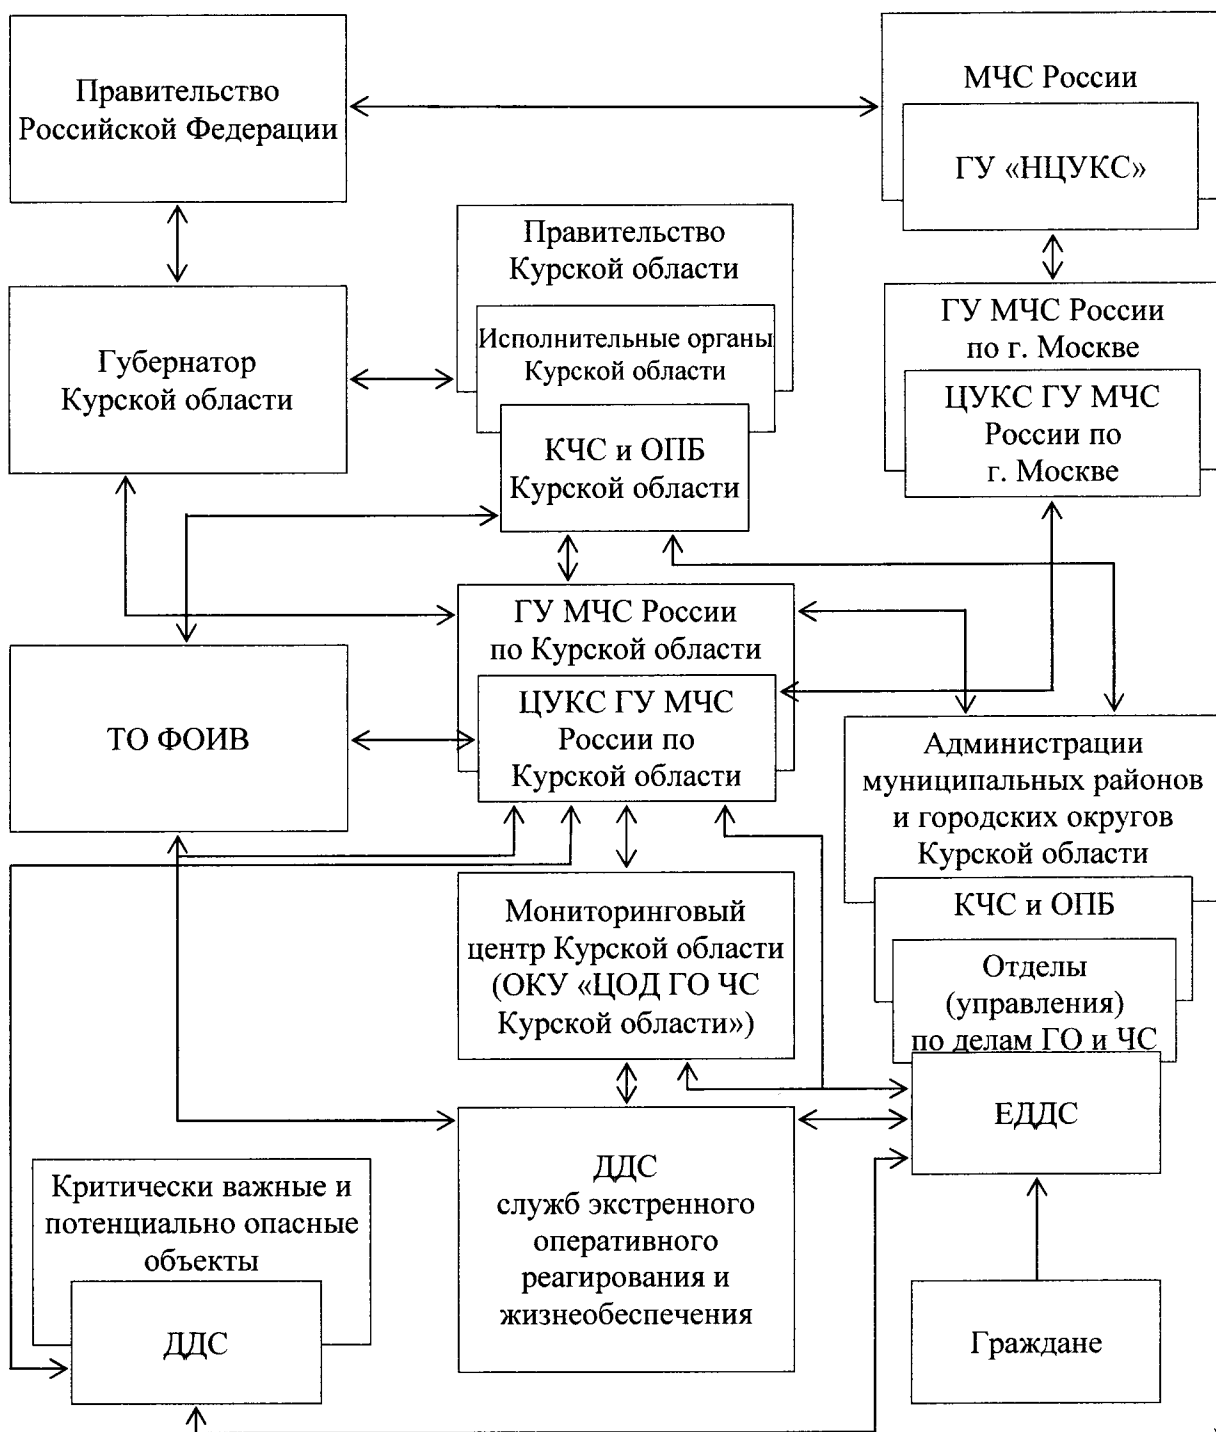 Правительство
Российской Федерации
МЧС России
ГУ «НЦУКС»
Правительство
Курской области
Исполнительные органы
Курской области
КЧС и ОПБ
Курской области
Губернатор
Курской области
ГУ МЧС России
по г. Москве
ЦУКС ГУ МЧС
России по
г. Москве
ГУ МЧС России
по Курской области
ЦУКС ГУ МЧС
России по
Курской области
ТО ФОИВ
Администрации
муниципальных районов
и городских округов
Курской области
КЧС и ОПБ
Отделы
(управления)
по делам ГО и ЧС
ЕДДС
Мониторинговый
центр Курской области
(ОКУ «ЦОД ГО ЧС
Курской области»)
ДДС
служб экстренного
оперативного
реагирования и
жизнеобеспечения
Критически важные и
потенциально опасные
объекты
ДДС
Граждане